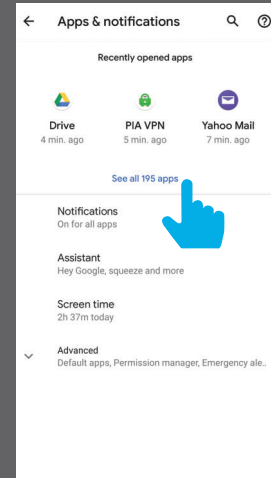 Apps & notifications
Recently opened apps
Drive PIA VPN Yahoo Mail
4 min. ago 5 min. ago 7 min. ago
See all 195 apps
Notifications
On for all apps
Assistant
Hey Google, squeeze and more
Screen time
2h 37m today
Advanced
Default apps, Permission manager, Emergency ale..